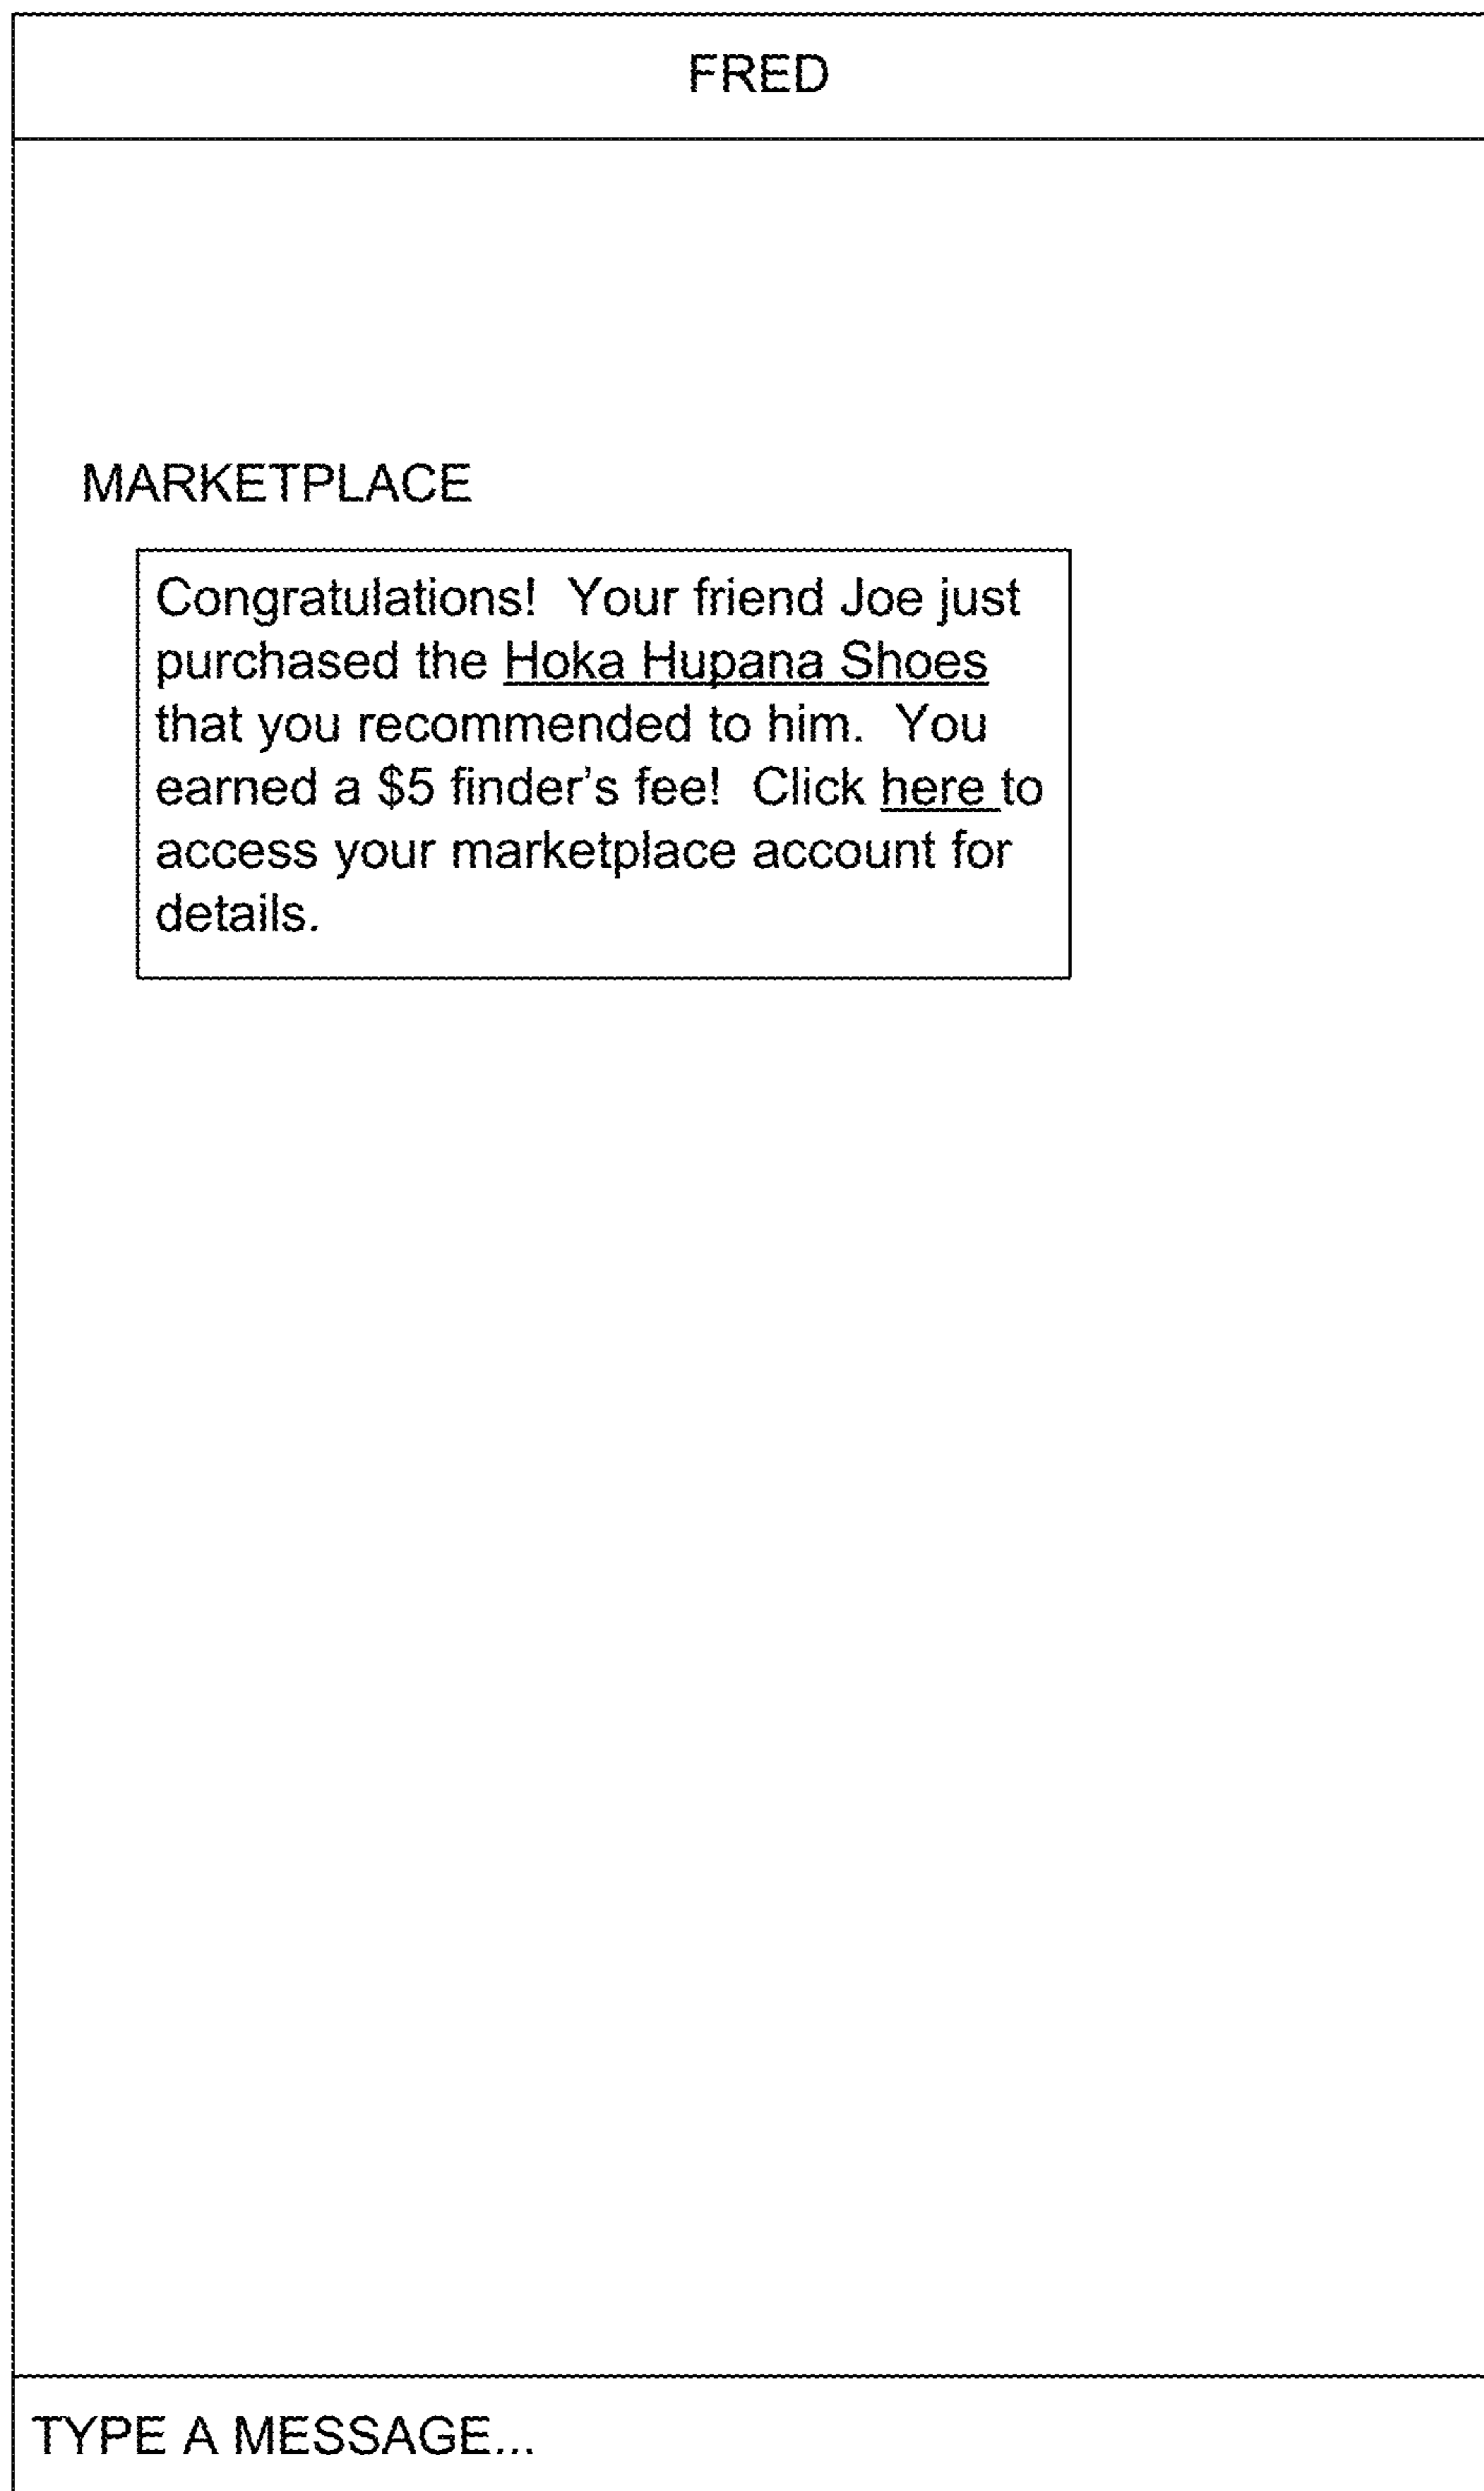 FRED
MARKETPLACE
Congratulations!  Your friend Joe just
purchased the Hoka Hupana Shoes
that you recommended to him.  You
earned a $5 finder's fee!  Click here to
access your marketplace account for
details.
TYPE A MESSAGE...